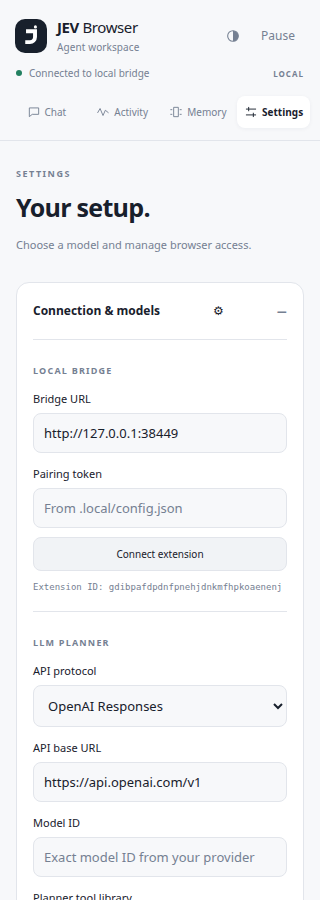 JEV Browser
Agent workspace
Pause
Connected to local bridge
LOCAL
Chat
Activity
Memory
Settings
SETTINGS
Your setup.
Choose a model and manage browser access.
Connection & models
LOCAL BRIDGE
Bridge URL
http://127.0.0.1:38449
Pairing token
From .local/config.json
Connect extension
Extension ID: gdibpafdpdnfpnehjdnkmfhpkoaenenj
LLM PLANNER
API protocol
OpenAI Responses
API base URL
https://api.openai.com/v1
Model ID
Exact model ID from your provider
Planner tool library